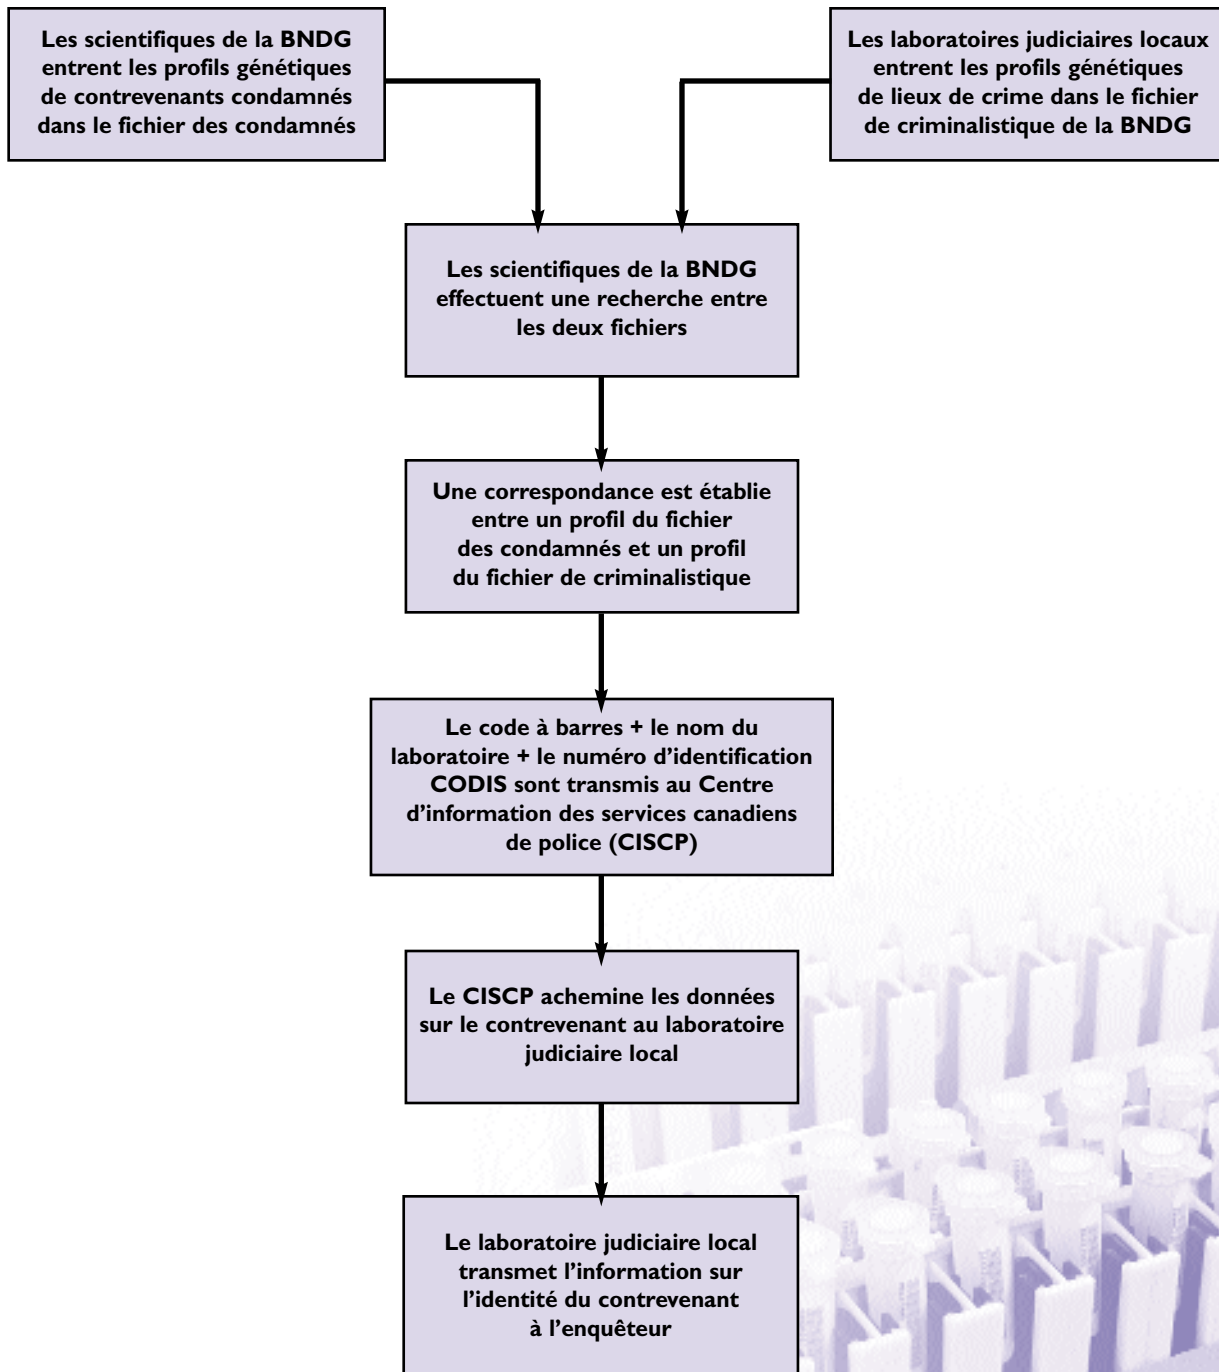 Les scientifiques de la BNDG
entrent les profils génétiques
de contrevenants condamnés
dans le fichier des condamnés
Les laboratoires judiciaires locaux
entrent les profils génétiques
de lieux de crime dans le fichier
de criminalistique de la BNDG
Les scientifiques de la BNDG
effectuent une recherche entre
les deux fichiers
Une correspondance est établie
entre un profil du fichier
des condamnés et un profil
du fichier de criminalistique
Le code à barres + le nom du
laboratoire + le numéro d’identification
CODIS sont transmis au Centre
d’information des services canadiens
de police (CISCP)
Le CISCP achemine les données
sur le contrevenant au laboratoire
judiciaire local
Le laboratoire judiciaire local
transmet l’information sur
l’identité du contrevenant
à l’enquêteur